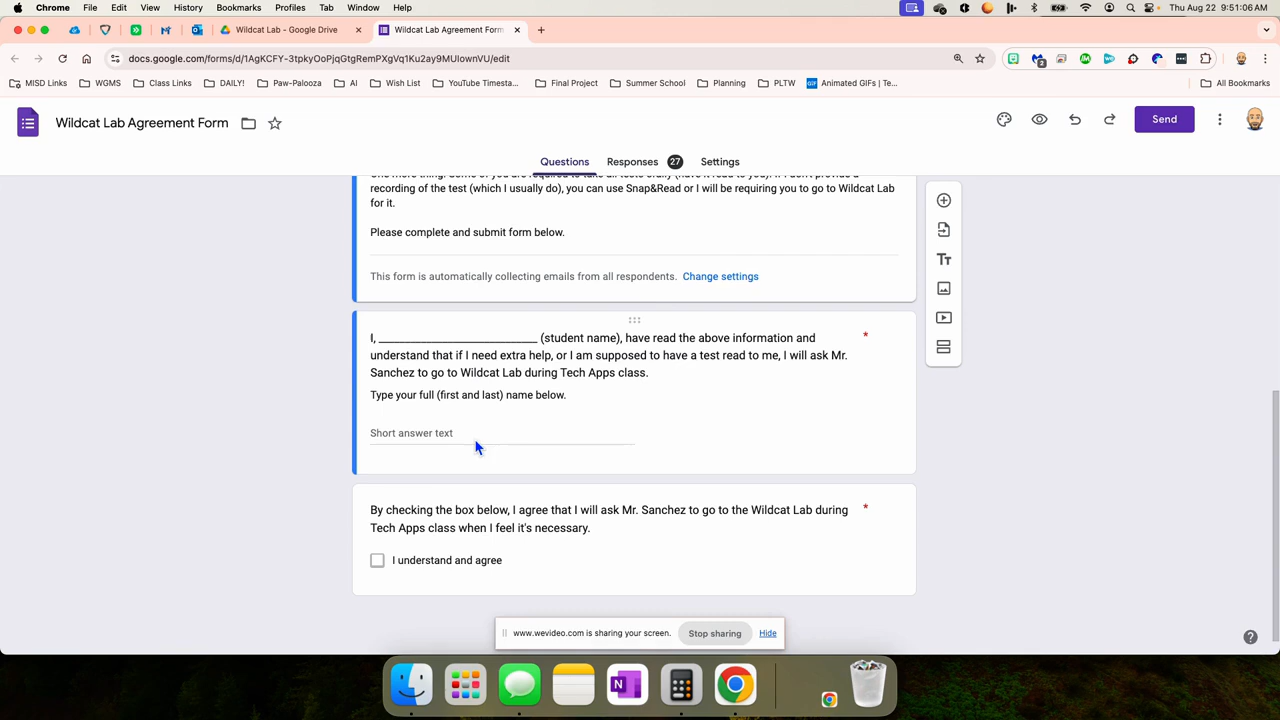 Chrome File Edit View History Bookmarks Profiles Tab Window Help Thu Aug 22 9:51:06 AM
Wildcat Lab - Google Drive Wildcat Lab Agreement Form
docs.google.com/forms/d/1AgKCFY-3tpkyOoPjqGtgRemPXgVq1Ku2ay9MUIownVU/edit
MISD Links WGMS Class Links DAILY! Paw-Palooza AI Wish List YouTube Timesta... Final Project Summer School Planning PLTW Animated GIFs | Te... All Bookmarks
Wildcat Lab Agreement Form Send
Questions Responses 27 Settings
recording of the test (which I usually do), you can use Snap&Read or I will be requiring you to go to Wildcat Lab
for it.
Please complete and submit form below.
This form is automatically collecting emails from all respondents. Change settings
I, __________________________ (student name), have read the above information and *
understand that if I need extra help, or I am supposed to have a test read to me, I will ask Mr.
Sanchez to go to Wildcat Lab during Tech Apps class.
Type your full (first and last) name below.
Short answer text
By checking the box below, I agree that I will ask Mr. Sanchez to go to the Wildcat Lab during *
Tech Apps class when I feel it's necessary.
I understand and agree
www.wevideo.com is sharing your screen. Stop sharing Hide